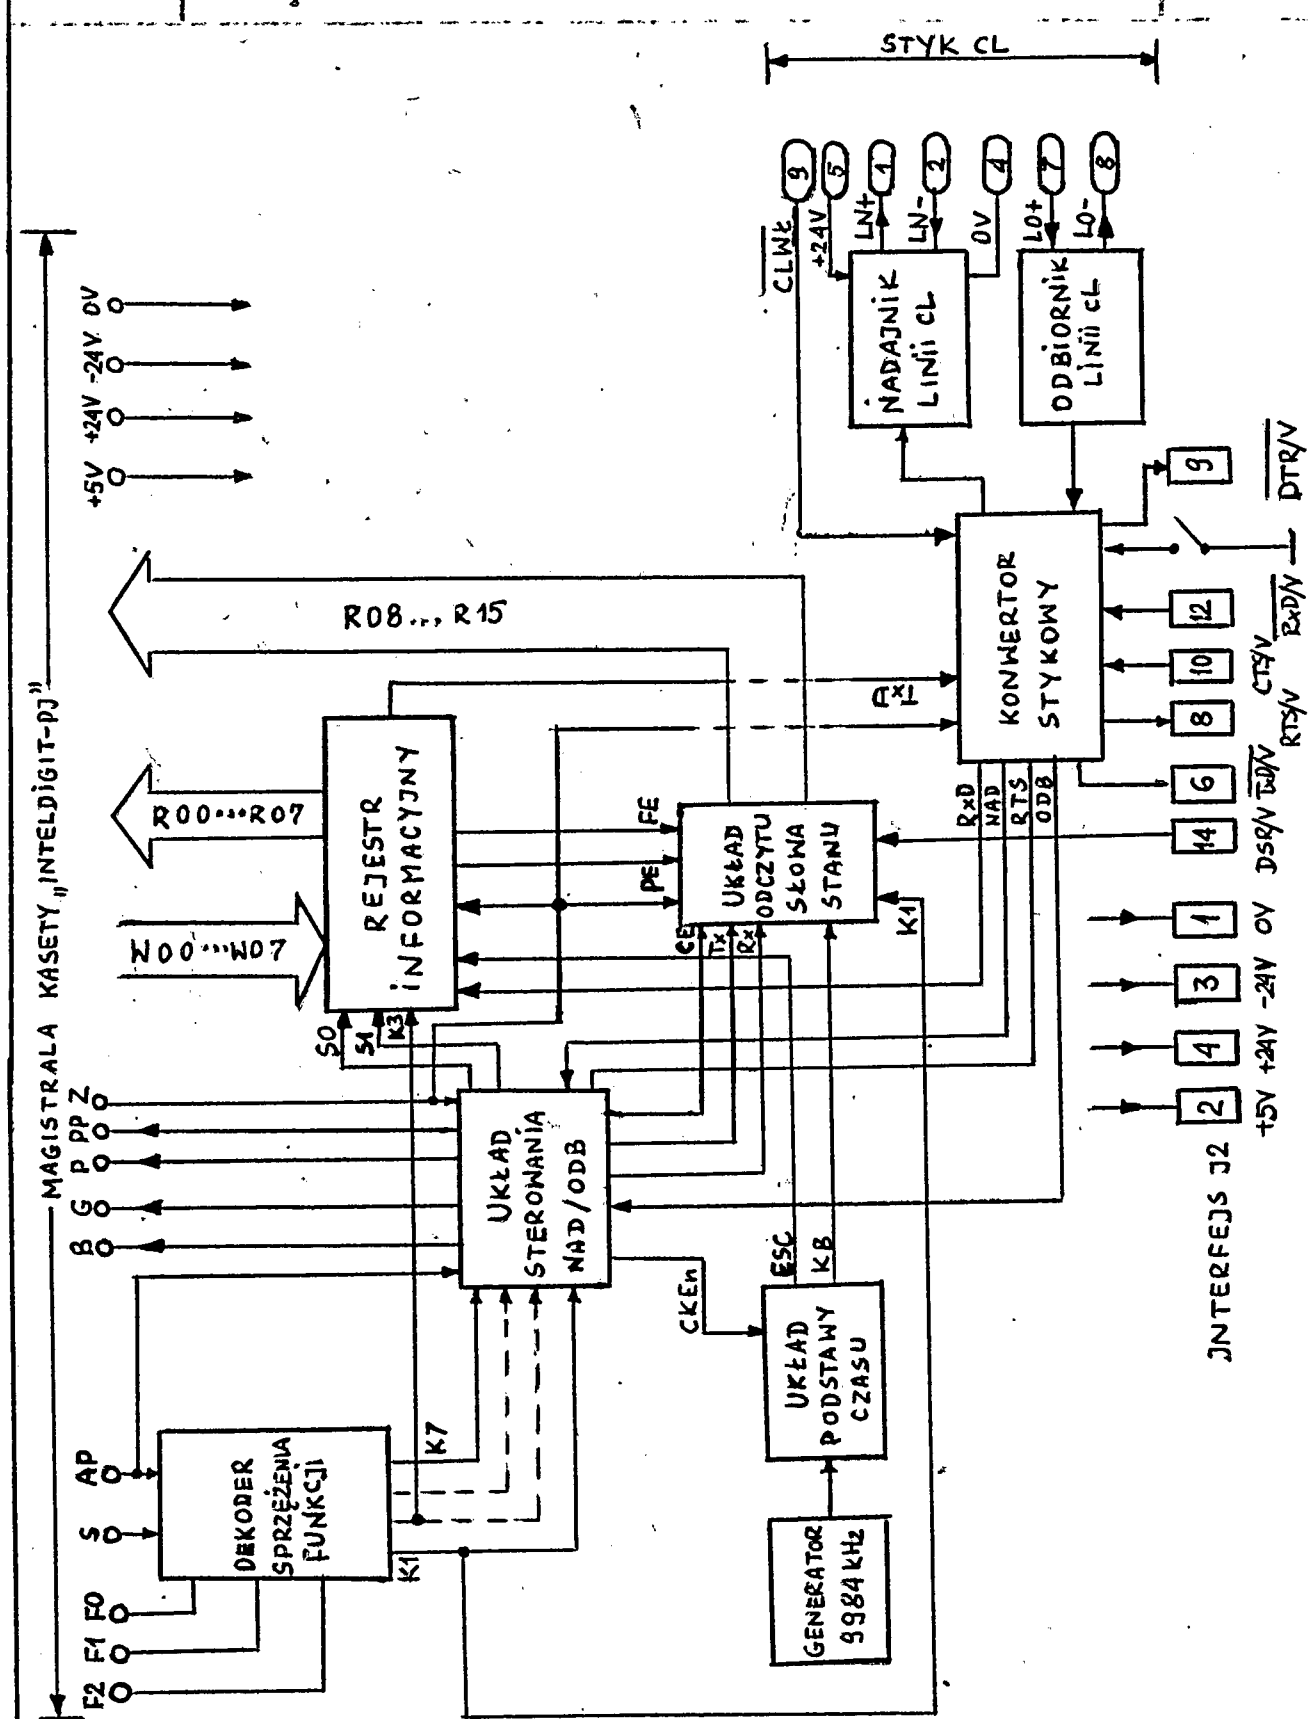 MAGISTRALA KASETY „INTELDIGIT-PJ”
F2 F1 F0 S AP B G P PP Z
W00...W07
R00...R07
R08..., R15
+5V +24V -24V 0V
DEKODER
SPRZĘŻENIA
FUNKCJI
K1
K7
S0
S1
K3
REJESTR
INFORMACYJNY
UKŁAD
STEROWANIA
NAD/ODB
CE
Tx
Rx
PE
FE
UKŁAD
ODCZYTU
SŁOWA
STANU
TxD
CKEn
ESC
KB
K1
GENERATOR
9984 kHz
UKŁAD
PODSTAWY
CZASU
RxD
NAD
RTS
ODB
KONWERTOR
STYKOWY
NADAJNIK
LINII CL
ODBIORNIK
LINII CL
CLWŁ
+24V
LN+
LN-
0V
LO+
LO-
9
5
1
2
4
7
8
STYK CL
INTERFEJS J2
2 4 3 1 14 6 8 10 12 9
+5V +24V -24V 0V DSR/V TxD/V RTS/V CTS/V RxD/V DTR/V